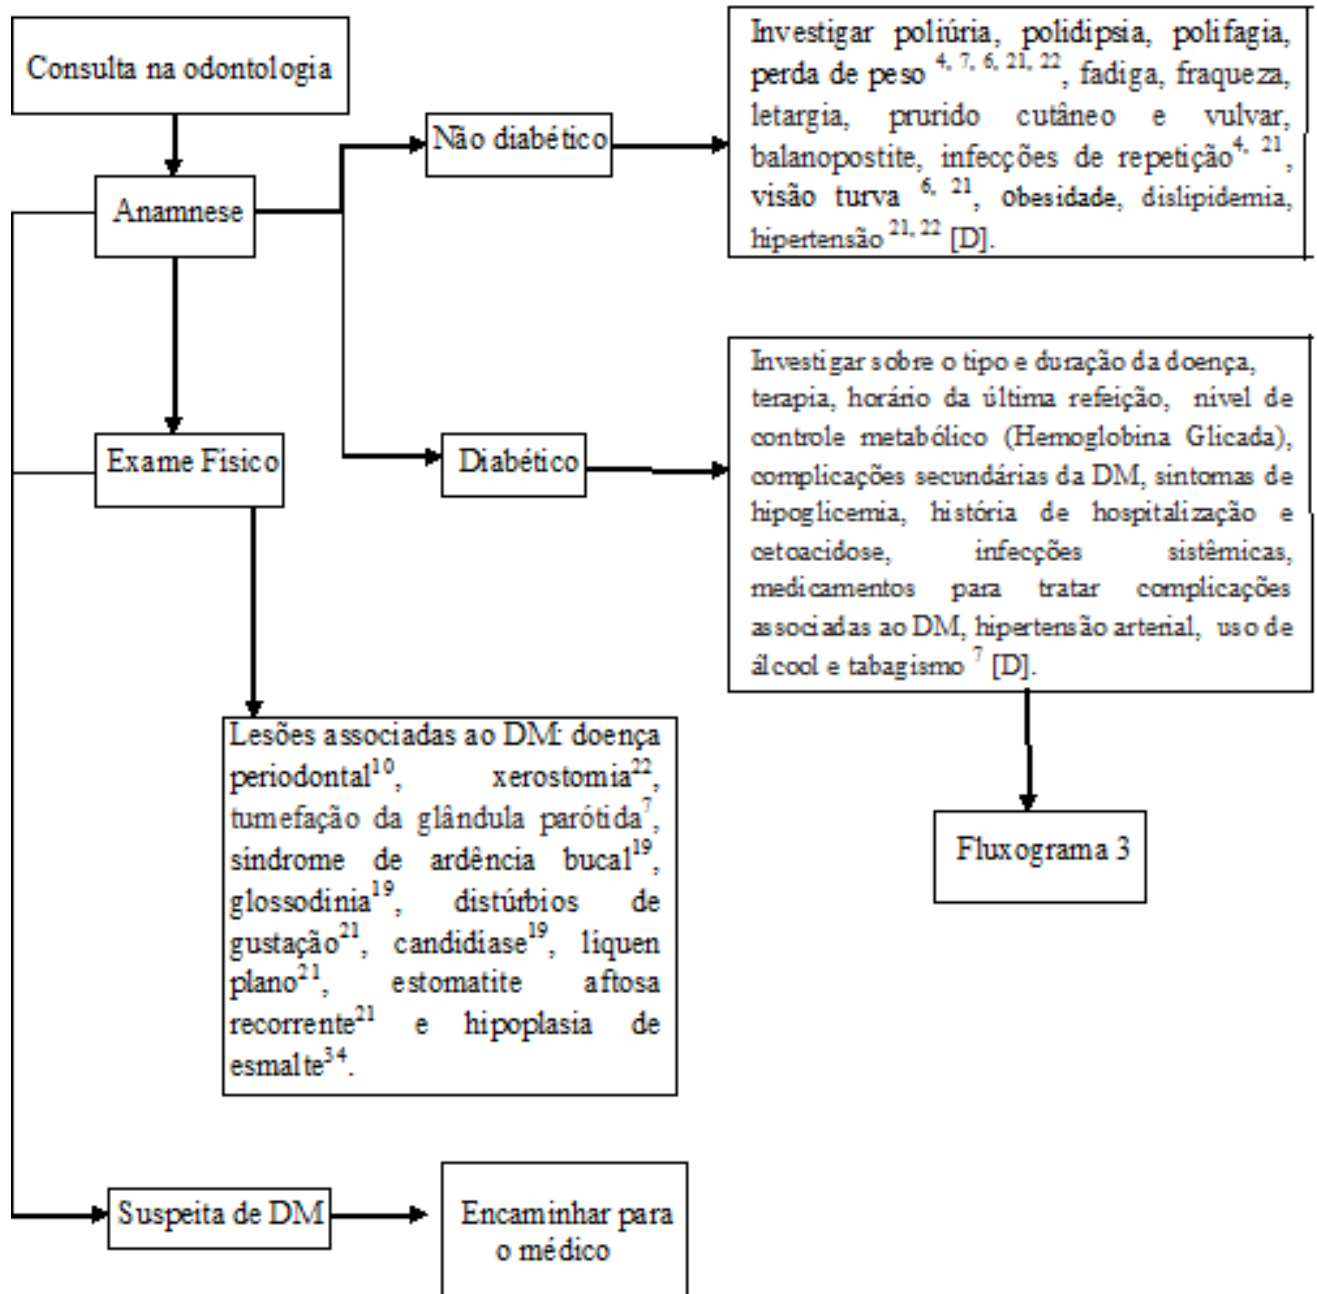 Consulta na odontologia
Anamnese
Não diabético
Investigar poliúria, polidipsia, polifagia,
perda de peso 4, 7, 6, 21, 22, fadiga, fraqueza,
letargia, prurido cutâneo e vulvar,
balanopostite, infecções de repetição4, 21,
visão turva 6, 21, Obesidade, dislipidemia,
hipertensão 21, 22 [D].
Exame Físico
Diabético
Investigar sobre o tipo e duração da doença,
terapia, horário da última refeição, nível de
controle metabólico (Hemoglobina Glicada),
complicações secundárias da DM, sintomas de
hipoglicemia, história de hospitalização e
cetoacidose, infecções sistêmicas,
medicamentos para tratar complicações
associadas ao DM, hipertensão arterial, uso de
álcool e tabagismo 7 [D].
Fluxograma 3
Lesões associadas ao DM: doença
periodontal10, xerostomia22,
tumefação da glândula parótida7,
síndrome de ardência bucal19,
glossodinia19, distúrbios de
gustação21, candidíase19, líquen
plano21, estomatite aftosa
recorrente21 e hipoplasia de
esmalte34.
Suspeita de DM
Encaminhar para
o médico